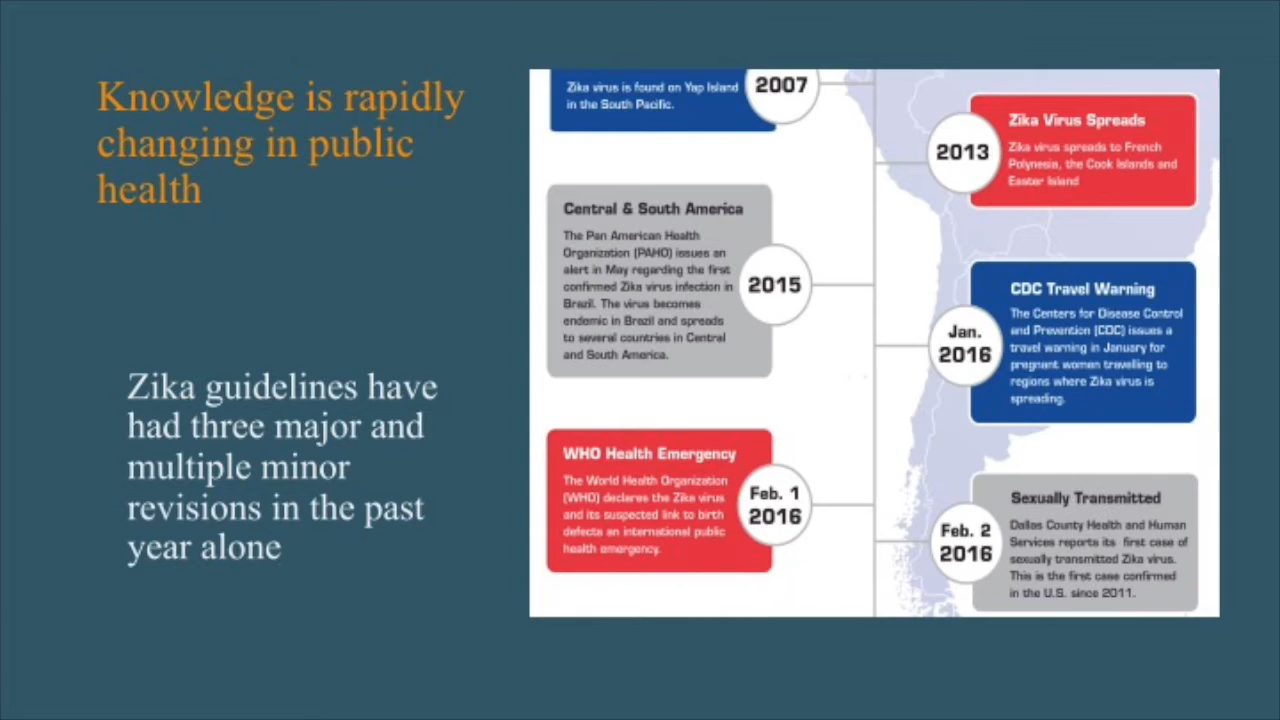 Knowledge is rapidly
changing in public
health
Zika guidelines have
had three major and
multiple minor
revisions in the past
year alone
Zika virus is found on Yap Island
in the South Pacific.
2007
2013
Zika Virus Spreads
Zika virus spreads to French
Polynesia, the Cook Islands and
Easter Island
Central & South America
The Pan American Health
Organization (PAHO) issues an
alert in May regarding the first
confirmed Zika virus infection in
Brazil. The virus becomes
endemic in Brazil and spreads
to several countries in Central
and South America.
2015
Jan.
2016
CDC Travel Warning
The Centers for Disease Control
and Prevention (CDC) issues a
travel warning in January for
pregnant women travelling to
regions where Zika virus is
spreading.
WHO Health Emergency
The World Health Organization
(WHO) declares the Zika virus
and its suspected link to birth
defects an international public
health emergency.
Feb. 1
2016
Feb. 2
2016
Sexually Transmitted
Dallas County Health and Human
Services reports its first case of
sexually transmitted Zika virus.
This is the first case confirmed
in the U.S. since 2011.